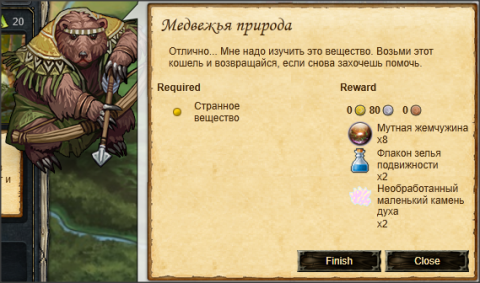 20
Медвежья природа
Отлично... Мне надо изучить это вещество. Возьми этот
кошель и возвращайся, если снова захочешь помочь.
Required
Reward
Странное
вещество
0 80 0
Мутная жемчужина
x8
Флакон зелья
подвижности
x2
Необработанный
маленький камень
духа
x2
т и
Finish
Close